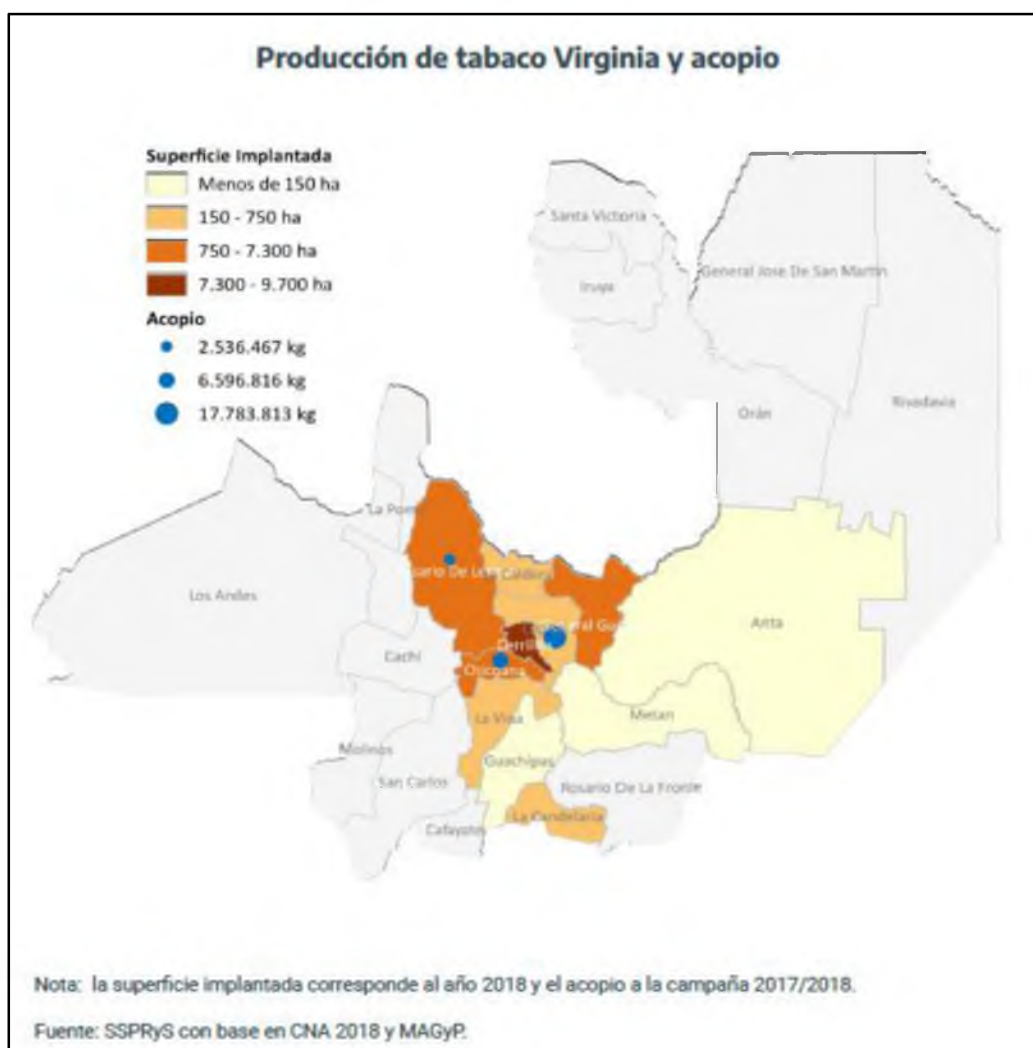 Producción de tabaco Virginia y acopio
Superficie Implantada
Menos de 150 ha
150 - 750 ha
750 - 7.300 ha
7.300 - 9.700 ha
Acopio
2.536.467 kg
6.596.816 kg
17.783.813 kg
Santa Victoria
Iruya
General Jose De San Martin
Orán
Rivadavia
La Poma
Los Andes
Cachi
Anta
La Viña
Metan
Guachipas
Molinos
San Carlos
Rosario De La Fronte
La Candelaria
Cafayate
Nota: la superficie implantada corresponde al año 2018 y el acopio a la campaña 2017/2018.
Fuente: SSPRyS con base en CNA 2018 y MAGyP.